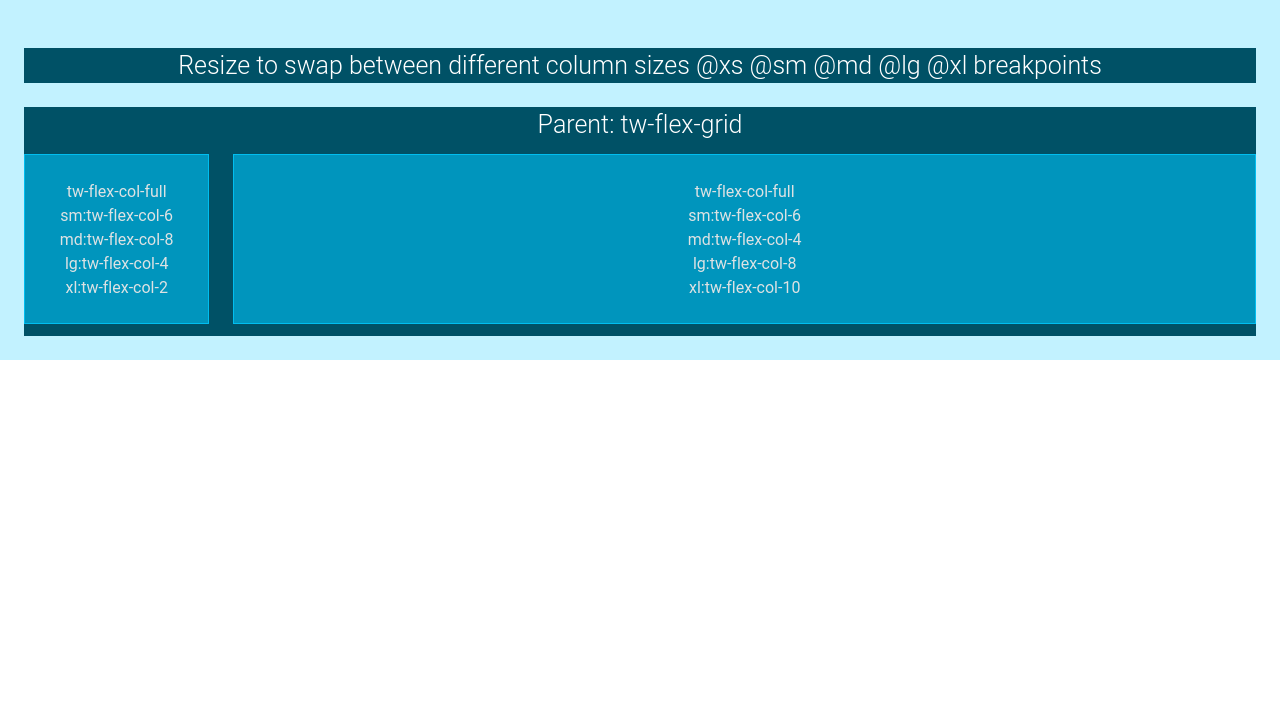 Resize to swap between different column sizes @xs @sm @md @lg @xl breakpoints
Parent: tw-flex-grid
tw-flex-col-full
sm:tw-flex-col-6
md:tw-flex-col-8
lg:tw-flex-col-4
xl:tw-flex-col-2
tw-flex-col-full
sm:tw-flex-col-6
md:tw-flex-col-4
lg:tw-flex-col-8
xl:tw-flex-col-10